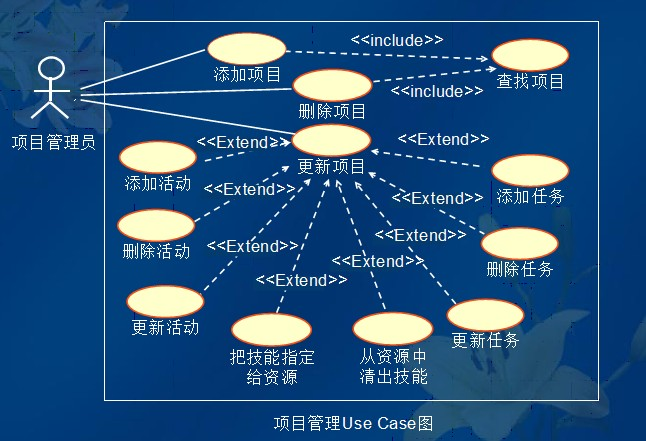 <<include>>
添加项目
查找项目
<<include>>
删除项目
项目管理员
<<Extend>>
<<Extend>>
更新项目
添加活动
<<Extend>>
添加任务
<<Extend>>
删除活动
<<Extend>>
<<Extend>>
删除任务
<<Extend>>
<<Extend>>
更新活动
更新任务
把技能指定
给资源
从资源中
清出技能
项目管理Use Case图